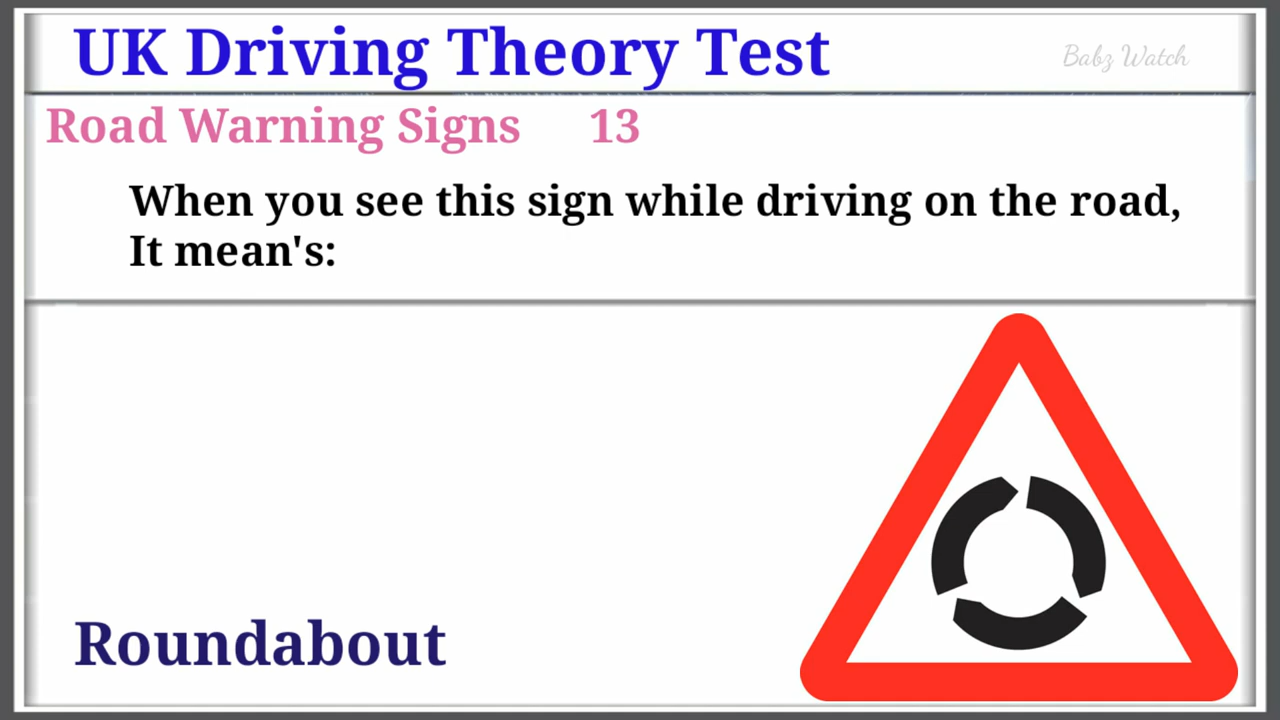 UK Driving Theory Test
Babz Watch
Road Warning Signs 13
When you see this sign while driving on the road,
It mean's:
Roundabout